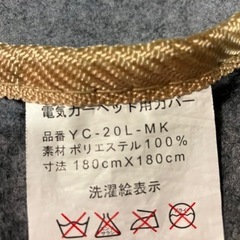 電気カーペット用カバー
品番 YC-20L-MK
素材 ポリエステル100%
寸法 180cmX180cm
洗濯絵表示